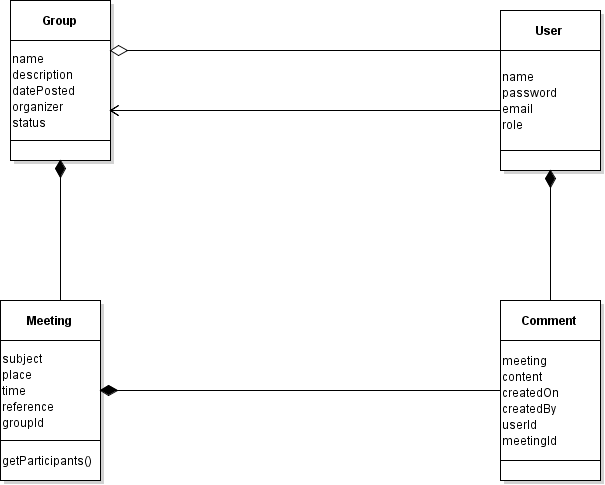 Group
name
description
datePosted
organizer
status
User
name
password
email
role
Meeting
subject
place
time
reference
groupId
getParticipants()
Comment
meeting
content
createdOn
createdBy
userId
meetingId